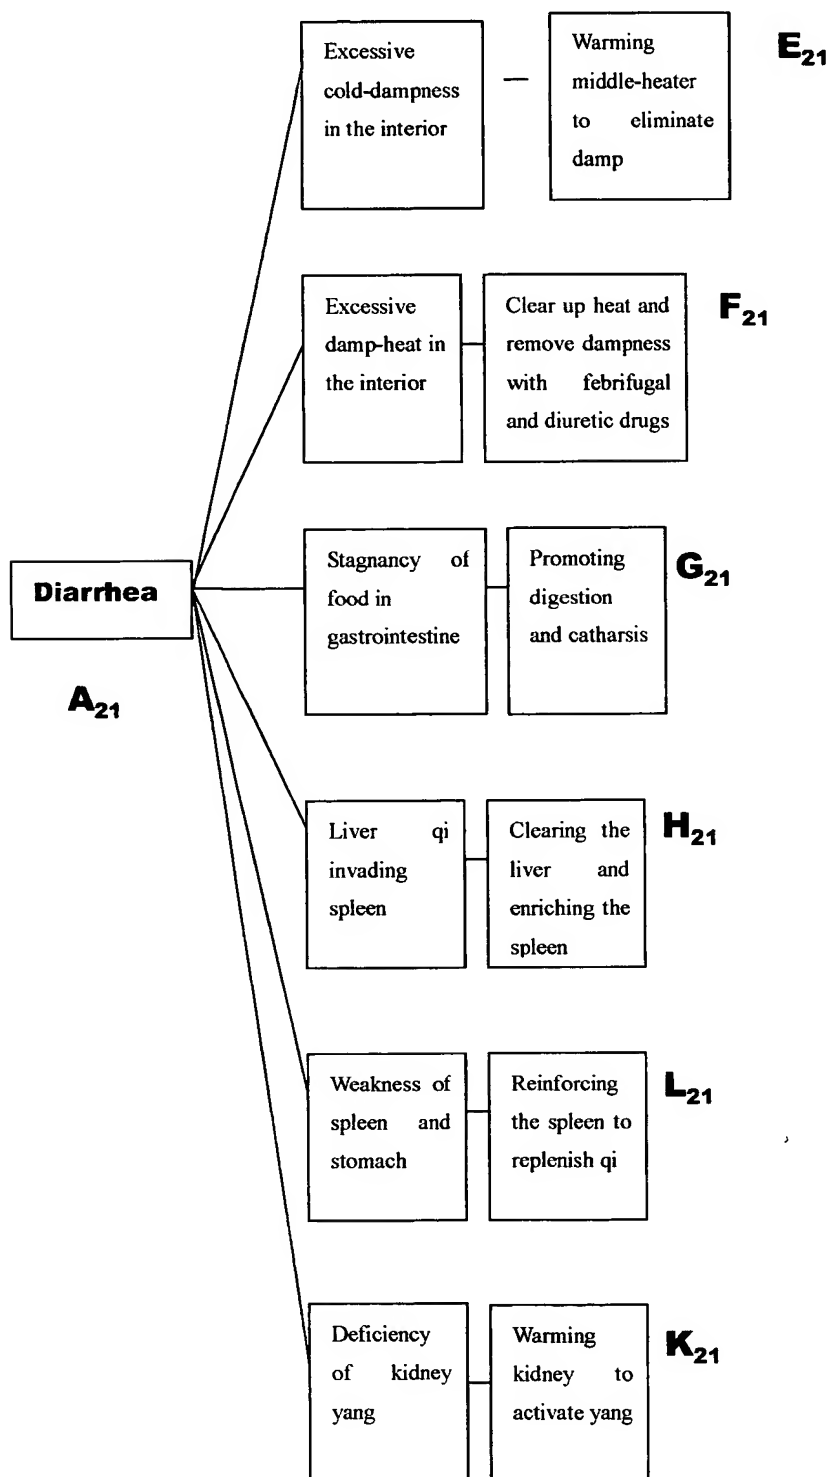 Excessive
cold-dampness
in the interior
Warming
middle-heater
to eliminate
damp
E21
Excessive
damp-heat in
the interior
Clear up heat and
remove dampness
with febrifugal
and diuretic drugs
F21
Stagnancy of
food in
gastrointestine
Promoting
digestion
and catharsis
G21
Diarrhea
A21
Liver qi
invading
spleen
Clearing the
liver and
enriching the
spleen
H21
Weakness of
spleen and
stomach
Reinforcing
the spleen to
replenish qi
L21
Deficiency
of kidney
yang
Warming
kidney to
activate yang
K21